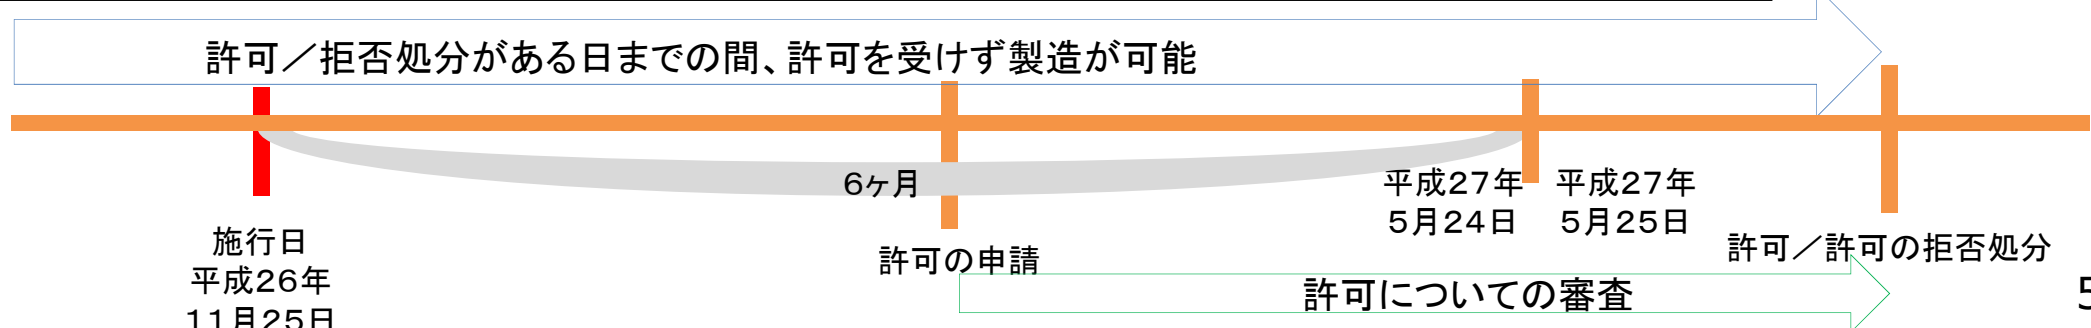 許可／拒否処分がある日までの間、許可を受けず製造が可能
6ヶ月
平成27年
5月24日
平成27年
5月25日
施行日
平成26年
11月25日
許可の申請
許可／許可の拒否処分
許可についての審査
5